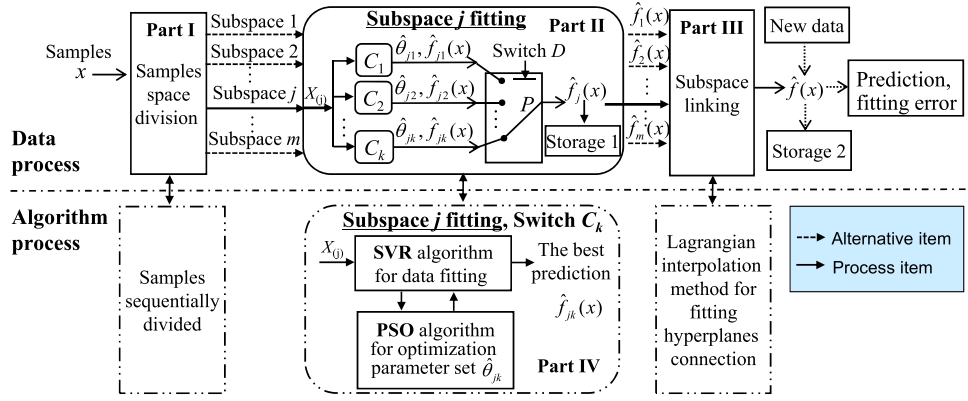 Samples
x
Data process
Part I
Samples space division
Subspace 1
Subspace 2
Subspace j
Subspace m
X(j)
Subspace j fitting
Part II
C1
C2
Ck
θ̂j1, f̂j1(x)
θ̂j2, f̂j2(x)
θ̂jk, f̂jk(x)
Switch D
P
f̂j(x)
Storage 1
f̂1(x)
f̂2(x)
f̂m(x)
Part III
Subspace linking
New data
f̂(x)
Prediction, fitting error
Storage 2
Algorithm process
Samples sequentially divided
Subspace j fitting, Switch Ck
X(j)
SVR algorithm for data fitting
The best prediction
f̂jk(x)
PSO algorithm for optimization parameter set θ̂jk
Part IV
Lagrangian interpolation method for fitting hyperplanes connection
Alternative item
Process item